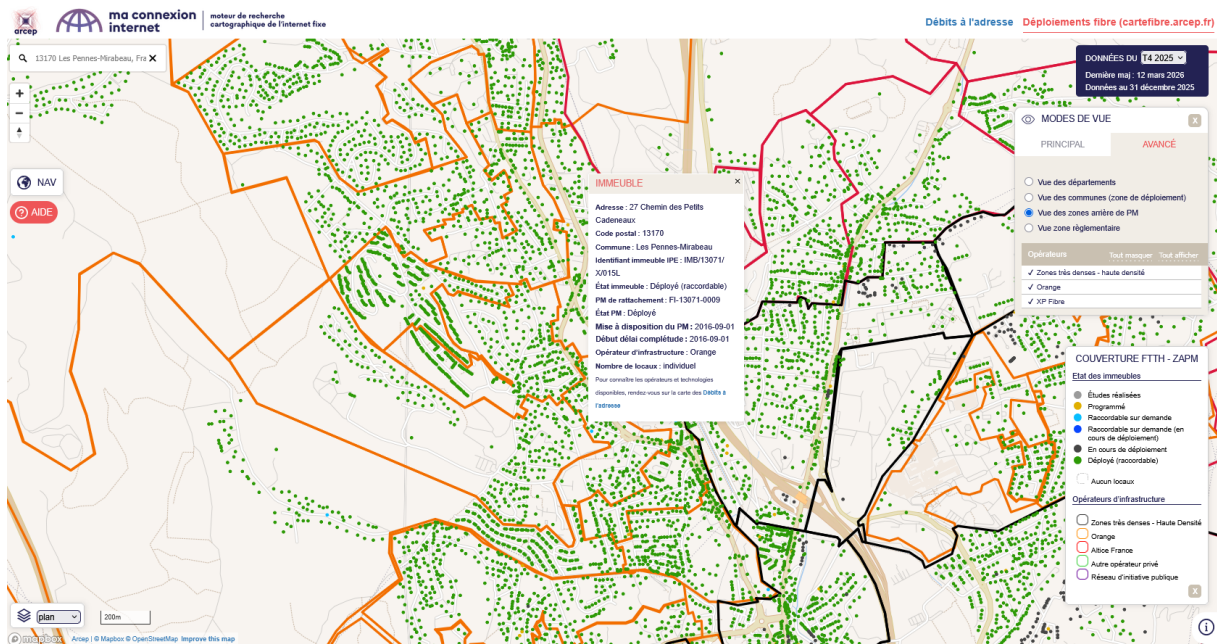 arcep
ma connexion
internet
moteur de recherche
cartographique de l'internet fixe
Débits à l'adresse
Déploiements fibre (cartefibre.arcep.fr)
13170 Les Pennes-Mirabeau, Fra
NAV
AIDE
DONNÉES DU T4 2025
Dernière maj : 12 mars 2026
Données au 31 décembre 2025
MODES DE VUE
X
PRINCIPAL
AVANCÉ
Vue des départements
Vue des communes (zone de déploiement)
Vue des zones arrière de PM
Vue zone règlementaire
Opérateurs
Tout masquer
Tout afficher
✓ Zones très denses - haute densité
✓ Orange
✓ XP Fibre
IMMEUBLE
×
Adresse : 27 Chemin des Petits
Cadeneaux
Code postal : 13170
Commune : Les Pennes-Mirabeau
Identifiant immeuble IPE : IMB/13071/
X/015L
État immeuble : Déployé (raccordable)
PM de rattachement : FI-13071-0009
État PM : Déployé
Mise à disposition du PM : 2016-09-01
Début délai complétude : 2016-09-01
Opérateur d'infrastructure : Orange
Nombre de locaux : individuel
Pour connaître les opérateurs et technologies
disponibles, rendez-vous sur la carte des Débits à
l'adresse
COUVERTURE FTTH - ZAPM
Etat des immeubles
Études réalisées
Programmé
Raccordable sur demande
Raccordable sur demande (en
cours de déploiement)
En cours de déploiement
Déployé (raccordable)
Aucun locaux
Opérateurs d'infrastructure
Zones très denses - Haute Densité
Orange
Altice France
Autre opérateur privé
Réseau d'initiative publique
X
plan
200m
mapbox
Arcep | © Mapbox © OpenStreetMap Improve this map